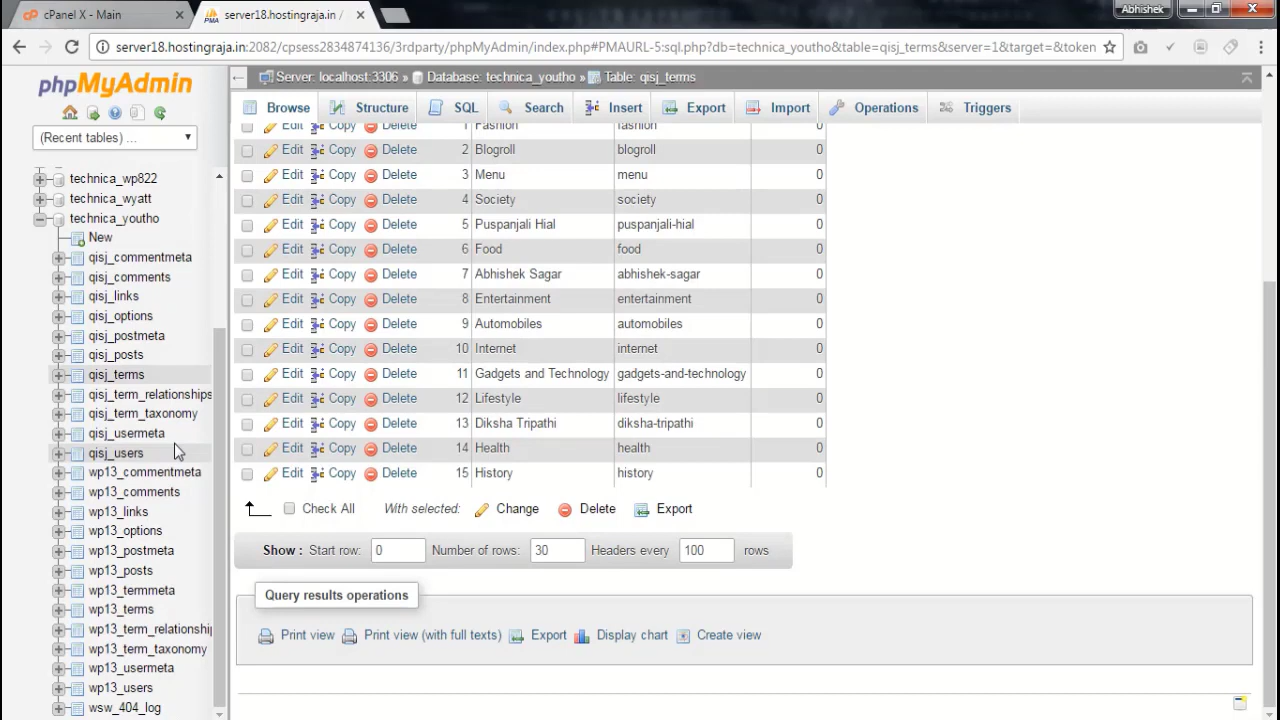 cPanel X - Main
server18.hostingraja.in /
Abhishek
server18.hostingraja.in:2082/cpsess2834874136/3rdparty/phpMyAdmin/index.php#PMAURL-5:sql.php?db=technica_youtho&table=qisj_terms&server=1&target=&token
phpMyAdmin
(Recent tables) ...
technica_wp822
technica_wyatt
technica_youtho
New
qisj_commentmeta
qisj_comments
qisj_links
qisj_options
qisj_postmeta
qisj_posts
qisj_terms
qisj_term_relationships
qisj_term_taxonomy
qisj_usermeta
qisj_users
wp13_commentmeta
wp13_comments
wp13_links
wp13_options
wp13_postmeta
wp13_posts
wp13_termmeta
wp13_terms
wp13_term_relationshi
wp13_term_taxonomy
wp13_usermeta
wp13_users
wsw_404_log
Server: localhost:3306 » Database: technica_youtho » Table: qisj_terms
Browse Structure SQL Search Insert Export Import Operations Triggers
Edit Copy Delete 1 Fashion fashion 0
Edit Copy Delete 2 Blogroll blogroll 0
Edit Copy Delete 3 Menu menu 0
Edit Copy Delete 4 Society society 0
Edit Copy Delete 5 Puspanjali Hial puspanjali-hial 0
Edit Copy Delete 6 Food food 0
Edit Copy Delete 7 Abhishek Sagar abhishek-sagar 0
Edit Copy Delete 8 Entertainment entertainment 0
Edit Copy Delete 9 Automobiles automobiles 0
Edit Copy Delete 10 Internet internet 0
Edit Copy Delete 11 Gadgets and Technology gadgets-and-technology 0
Edit Copy Delete 12 Lifestyle lifestyle 0
Edit Copy Delete 13 Diksha Tripathi diksha-tripathi 0
Edit Copy Delete 14 Health health 0
Edit Copy Delete 15 History history 0
Check All With selected: Change Delete Export
Show : Start row: 0 Number of rows: 30 Headers every 100 rows
Query results operations
Print view Print view (with full texts) Export Display chart Create view